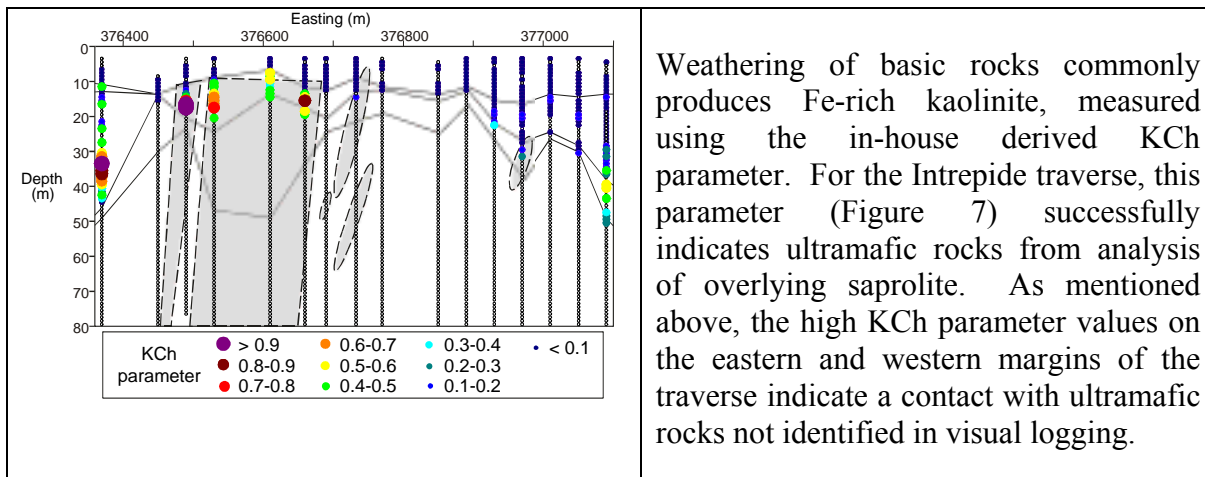 Easting (m)
376400 376600 376800 377000
0
10
20
30
40
50
60
70
80
Depth
(m)
KCh
parameter
> 0.9
0.8-0.9
0.7-0.8
0.6-0.7
0.5-0.6
0.4-0.5
0.3-0.4
0.2-0.3
0.1-0.2
< 0.1
Weathering of basic rocks commonly
produces Fe-rich kaolinite, measured
using the in-house derived KCh
parameter. For the Intrepide traverse, this
parameter (Figure 7) successfully
indicates ultramafic rocks from analysis
of overlying saprolite. As mentioned
above, the high KCh parameter values on
the eastern and western margins of the
traverse indicate a contact with ultramafic
rocks not identified in visual logging.